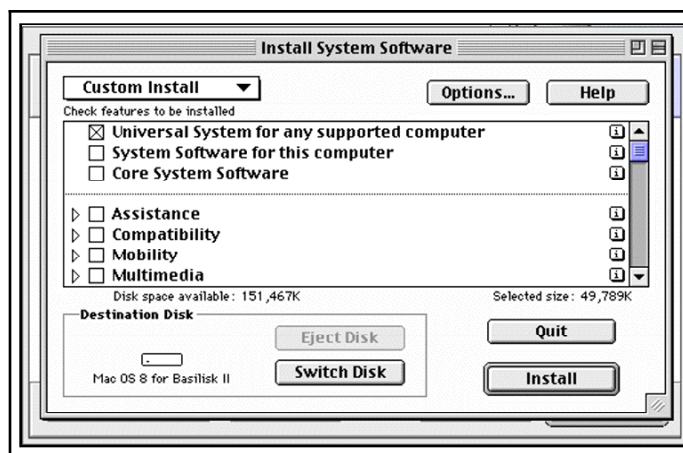 Install System Software
Custom Install
Options...
Help
Check features to be installed
Universal System for any supported computer
System Software for this computer
Core System Software
Assistance
Compatibility
Mobility
Multimedia
Disk space available: 151,467K
Selected size: 49,789K
Destination Disk
Eject Disk
Quit
Mac OS 8 for Basilisk II
Switch Disk
Install